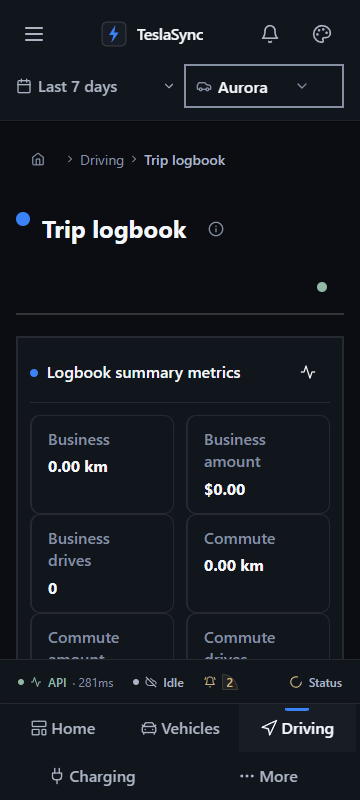 TeslaSync
Last 7 days
Aurora
Driving
Trip logbook
Trip logbook
Logbook summary metrics
Business
0.00 km
Business
amount
$0.00
Business
drives
0
Commute
0.00 km
Commute
amount
Commute
drives
API · 281ms
Idle
2
Status
Home
Vehicles
Driving
Charging
More